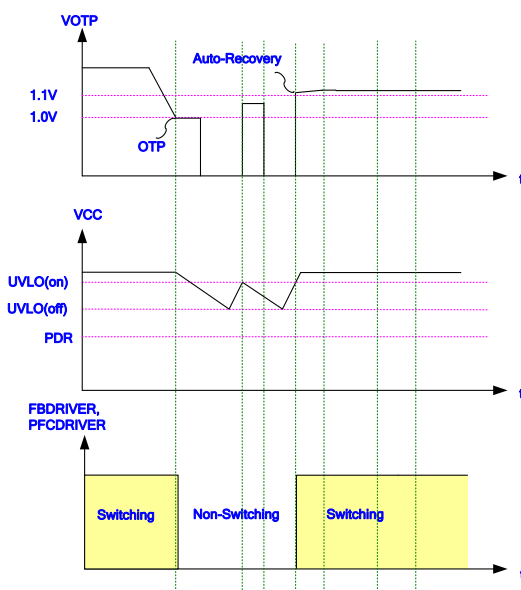 VOTP
Auto-Recovery
1.1V
1.0V
OTP
t
VCC
UVLO(on)
UVLO(off)
PDR
t
FBDRIVER,
PFCDRIVER
Switching
Non-Switching
Switching
t